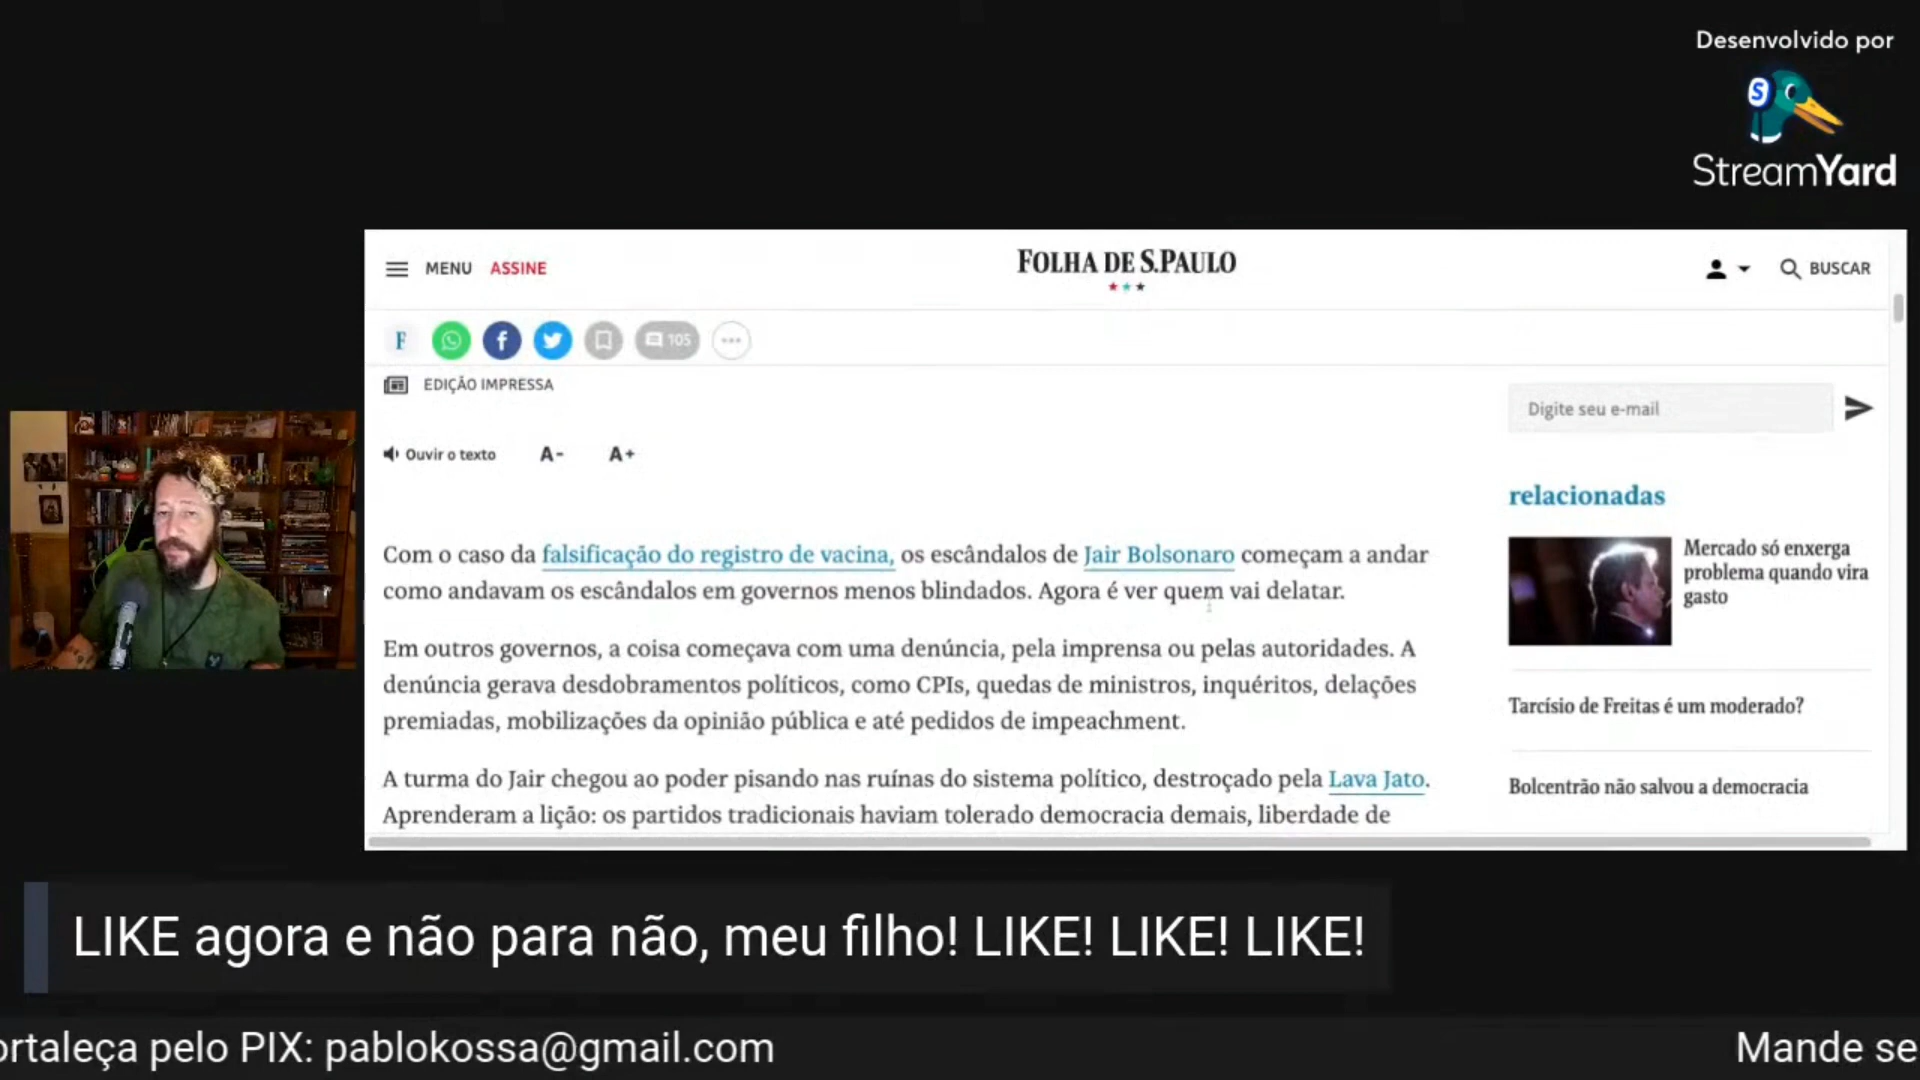 Desenvolvido por
S
StreamYard
MENU ASSINE
FOLHA DE S.PAULO
BUSCAR
F
f
105
EDIÇÃO IMPRESSA
Digite seu e-mail
Ouvir o texto A- A+
relacionadas
Com o caso da falsificação do registro de vacina, os escândalos de Jair Bolsonaro começam a andar
como andavam os escândalos em governos menos blindados. Agora é ver quem vai delatar.
Em outros governos, a coisa começava com uma denúncia, pela imprensa ou pelas autoridades. A
denúncia gerava desdobramentos políticos, como CPIs, quedas de ministros, inquéritos, delações
premiadas, mobilizações da opinião pública e até pedidos de impeachment.
A turma do Jair chegou ao poder pisando nas ruínas do sistema político, destroçado pela Lava Jato.
Aprenderam a lição: os partidos tradicionais haviam tolerado democracia demais, liberdade de
Mercado só enxerga
problema quando vira
gasto
Tarcísio de Freitas é um moderado?
Bolcentrão não salvou a democracia
LIKE agora e não para não, meu filho! LIKE! LIKE! LIKE!
ortaleça pelo PIX: pablokossa@gmail.com
Mande se